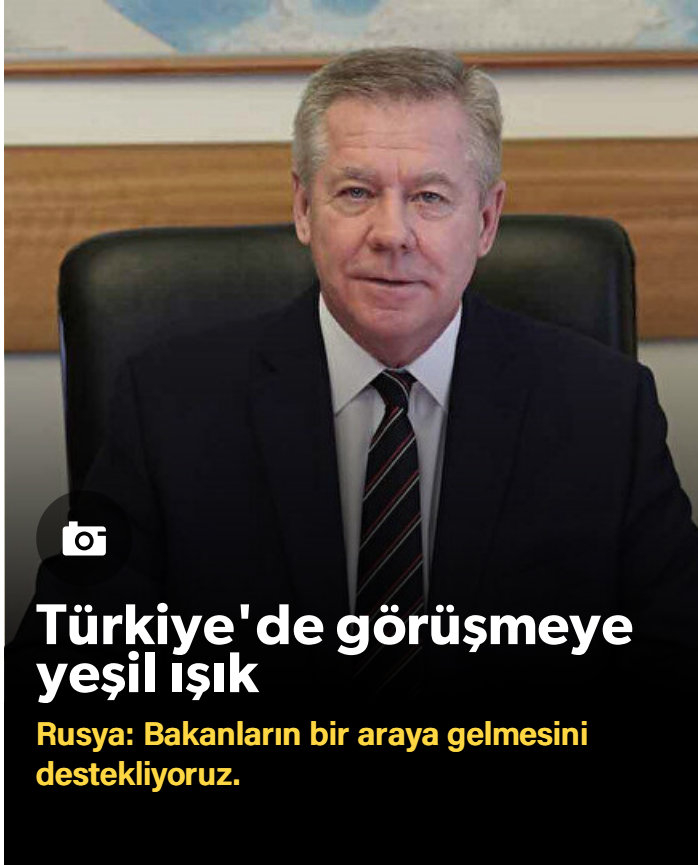 Türkiye'de görüşmeye
yeşil ışık
Rusya: Bakanların bir araya gelmesini
destekliyoruz.